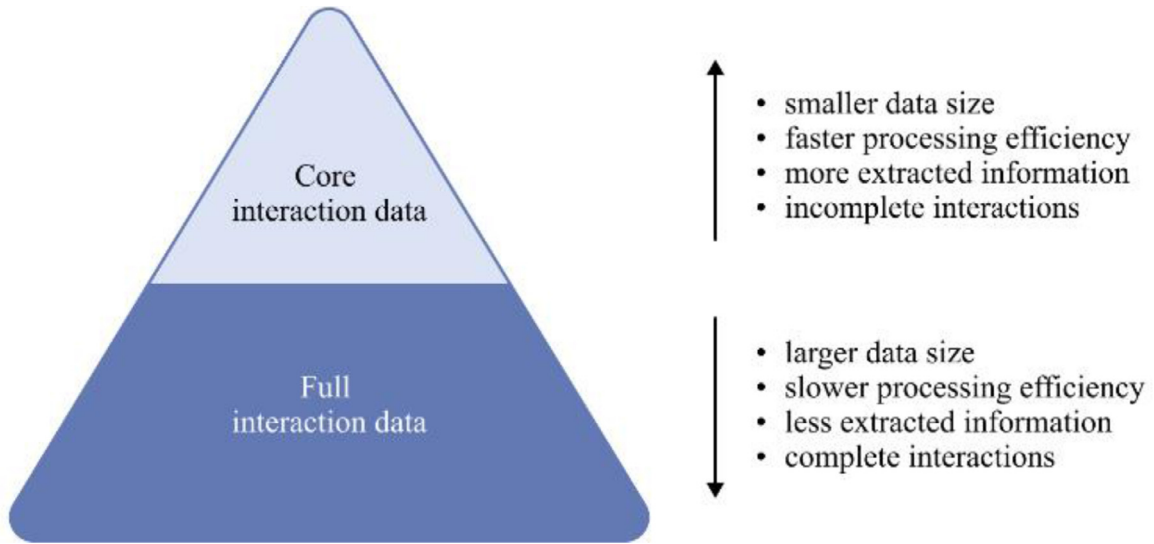 Core
interaction data
• smaller data size
• faster processing efficiency
• more extracted information
• incomplete interactions
Full
interaction data
• larger data size
• slower processing efficiency
• less extracted information
• complete interactions